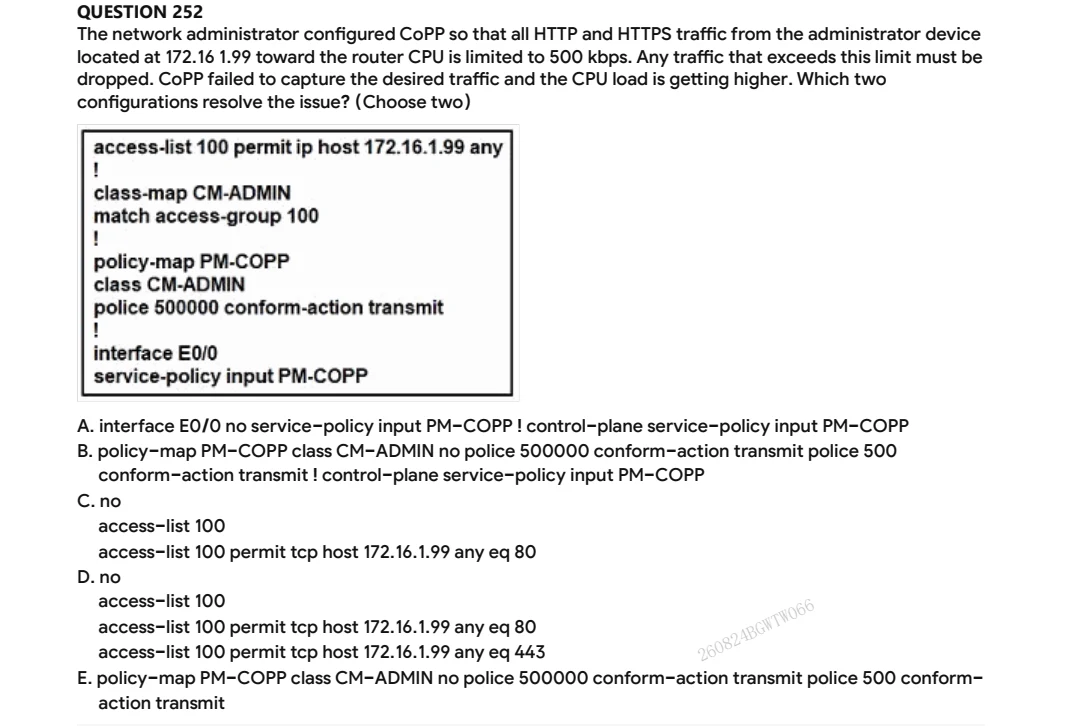 QUESTION 252
The network administrator configured CoPP so that all HTTP and HTTPS traffic from the administrator device
located at 172.16 1.99 toward the router CPU is limited to 500 kbps. Any traffic that exceeds this limit must be
dropped. CoPP failed to capture the desired traffic and the CPU load is getting higher. Which two
configurations resolve the issue? (Choose two)
access-list 100 permit ip host 172.16.1.99 any
!
class-map CM-ADMIN
match access-group 100
!
policy-map PM-COPP
class CM-ADMIN
police 500000 conform-action transmit
!
interface E0/0
service-policy input PM-COPP
A. interface E0/0 no service-policy input PM-COPP ! control-plane service-policy input PM-COPP
B. policy-map PM-COPP class CM-ADMIN no police 500000 conform-action transmit police 500
conform-action transmit ! control-plane service-policy input PM-COPP
C. no
access-list 100
access-list 100 permit tcp host 172.16.1.99 any eq 80
D. no
access-list 100
access-list 100 permit tcp host 172.16.1.99 any eq 80
access-list 100 permit tcp host 172.16.1.99 any eq 443
260824BGWTW066
E. policy-map PM-COPP class CM-ADMIN no police 500000 conform-action transmit police 500 conform-
action transmit